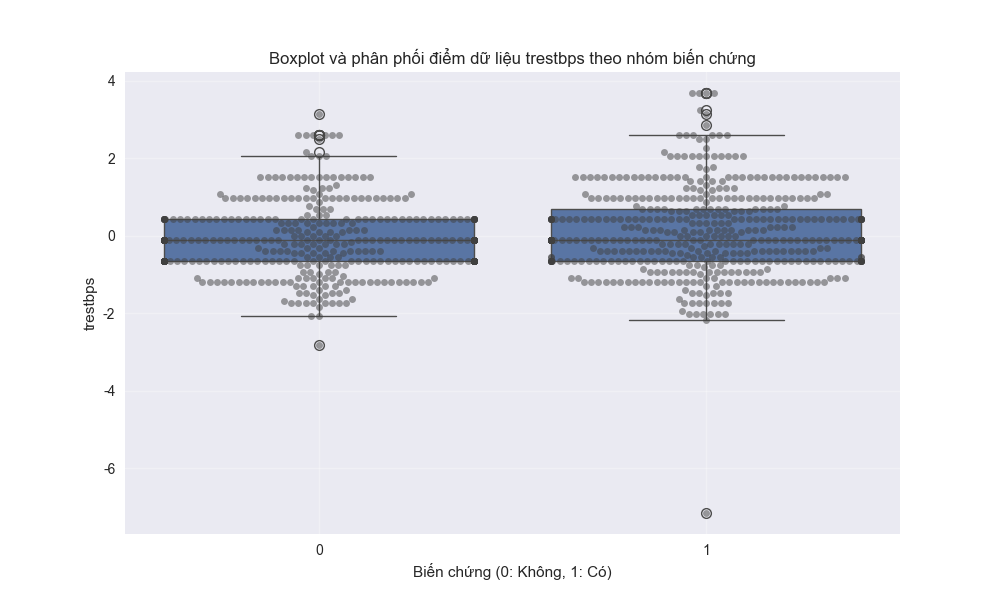 Boxplot và phân phối điểm dữ liệu trestbps theo nhóm biến chứng
4
2
0
-2
-4
-6
trestbps
0
1
Biến chứng (0: Không, 1: Có)